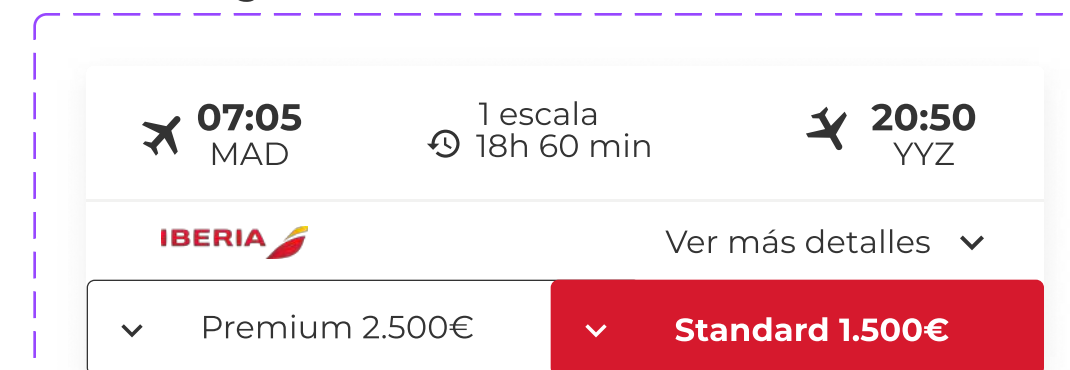 07:05
MAD
1 escala
18h 60 min
20:50
YYZ
IBERIA
Ver más detalles
Premium 2.500€
Standard 1.500€